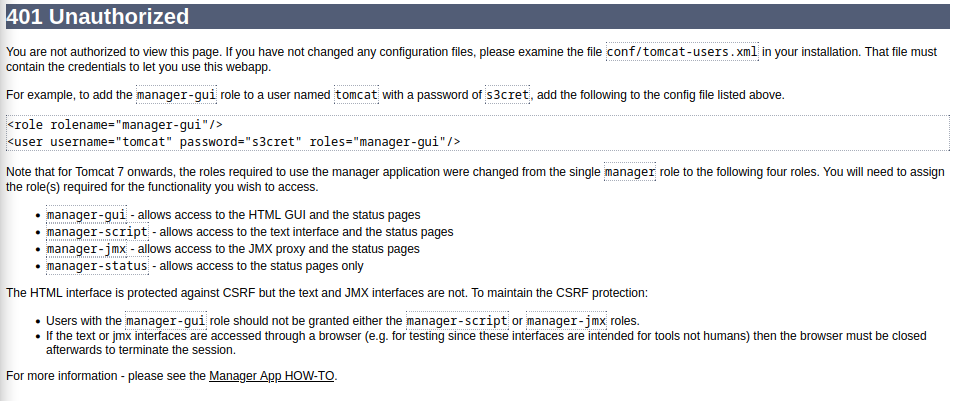 401 Unauthorized
You are not authorized to view this page. If you have not changed any configuration files, please examine the file conf/tomcat-users.xml in your installation. That file must
contain the credentials to let you use this webapp.
For example, to add the manager-gui role to a user named tomcat with a password of s3cret, add the following to the config file listed above.
<role rolename="manager-gui"/>
<user username="tomcat" password="s3cret" roles="manager-gui"/>
Note that for Tomcat 7 onwards, the roles required to use the manager application were changed from the single manager role to the following four roles. You will need to assign
the role(s) required for the functionality you wish to access.
• manager-gui - allows access to the HTML GUI and the status pages
• manager-script - allows access to the text interface and the status pages
• manager-jmx - allows access to the JMX proxy and the status pages
• manager-status - allows access to the status pages only
The HTML interface is protected against CSRF but the text and JMX interfaces are not. To maintain the CSRF protection:
• Users with the manager-gui role should not be granted either the manager-script or manager-jmx roles.
• If the text or jmx interfaces are accessed through a browser (e.g. for testing since these interfaces are intended for tools not humans) then the browser must be closed
afterwards to terminate the session.
For more information - please see the Manager App HOW-TO.